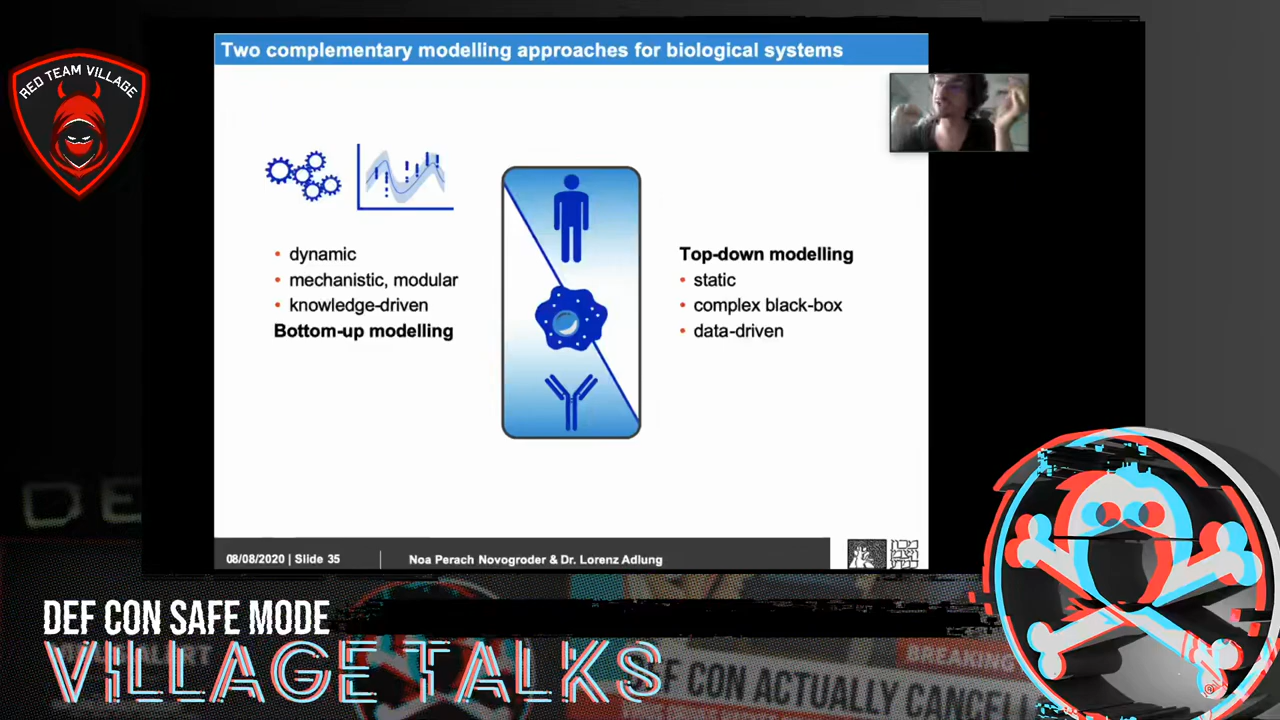 RED TEAM VILLAGE
Two complementary modelling approaches for biological systems
• dynamic
• mechanistic, modular
• knowledge-driven
Bottom-up modelling
Top-down modelling
• static
• complex black-box
• data-driven
08/08/2020 | Slide 35
Noa Perach Novogroder & Dr. Lorenz Adlung
DEF CON SAFE MODE
VILLAGE TALKS
BREAKING
DEF CON ACTUALLY CANCELL